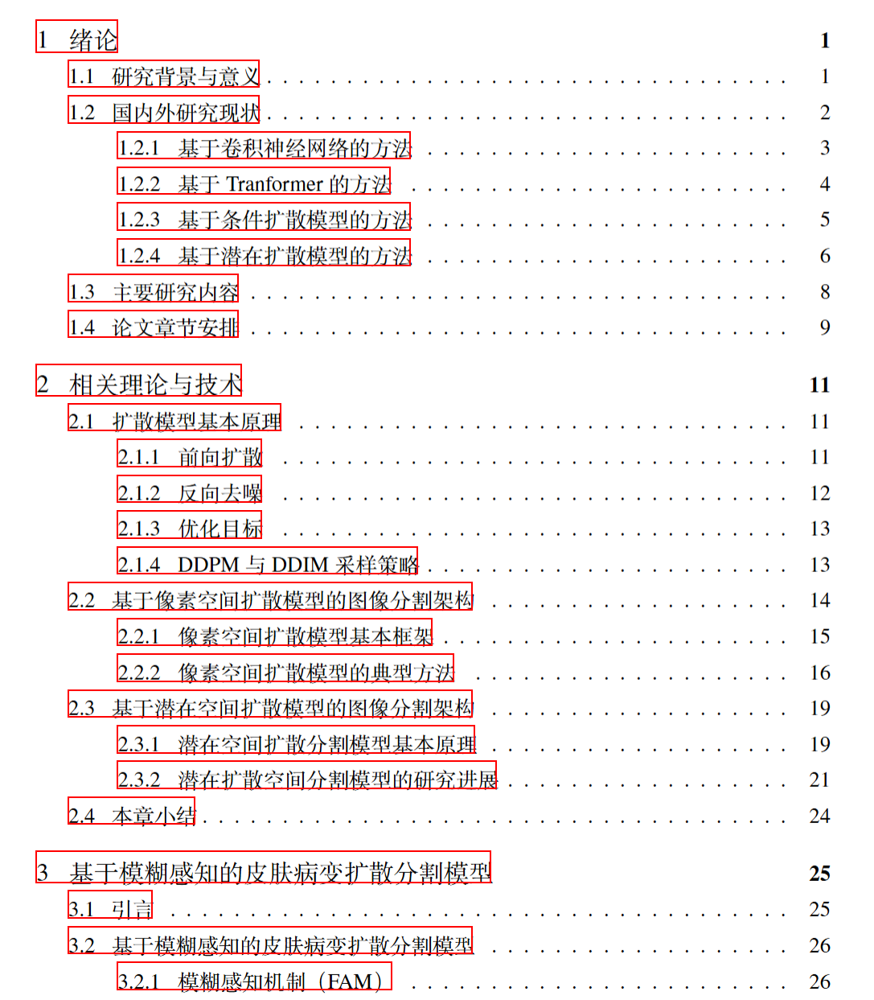 1 绪论 1
1.1 研究背景与意义 . . . . . . . . . . . . . . . . . . . . . . . . . . . . . . . . . 1
1.2 国内外研究现状 . . . . . . . . . . . . . . . . . . . . . . . . . . . . . . . . . 2
1.2.1 基于卷积神经网络的方法 . . . . . . . . . . . . . . . . . . . . . . . 3
1.2.2 基于 Tranformer 的方法 . . . . . . . . . . . . . . . . . . . . . . . . 4
1.2.3 基于条件扩散模型的方法 . . . . . . . . . . . . . . . . . . . . . . . 5
1.2.4 基于潜在扩散模型的方法 . . . . . . . . . . . . . . . . . . . . . . . 6
1.3 主要研究内容 . . . . . . . . . . . . . . . . . . . . . . . . . . . . . . . . . . 8
1.4 论文章节安排 . . . . . . . . . . . . . . . . . . . . . . . . . . . . . . . . . . 9
2 相关理论与技术 11
2.1 扩散模型基本原理 . . . . . . . . . . . . . . . . . . . . . . . . . . . . . . . 11
2.1.1 前向扩散 . . . . . . . . . . . . . . . . . . . . . . . . . . . . . . . . 11
2.1.2 反向去噪 . . . . . . . . . . . . . . . . . . . . . . . . . . . . . . . . 12
2.1.3 优化目标 . . . . . . . . . . . . . . . . . . . . . . . . . . . . . . . . 13
2.1.4 DDPM 与 DDIM 采样策略 . . . . . . . . . . . . . . . . . . . . . . . 13
2.2 基于像素空间扩散模型的图像分割架构 . . . . . . . . . . . . . . . . . . . 14
2.2.1 像素空间扩散模型基本框架 . . . . . . . . . . . . . . . . . . . . . . 15
2.2.2 像素空间扩散模型的典型方法 . . . . . . . . . . . . . . . . . . . . 16
2.3 基于潜在空间扩散模型的图像分割架构 . . . . . . . . . . . . . . . . . . . 19
2.3.1 潜在空间扩散分割模型基本原理 . . . . . . . . . . . . . . . . . . . 19
2.3.2 潜在扩散空间分割模型的研究进展 . . . . . . . . . . . . . . . . . . 21
2.4 本章小结 . . . . . . . . . . . . . . . . . . . . . . . . . . . . . . . . . . . . . 24
3 基于模糊感知的皮肤病变扩散分割模型 25
3.1 引言 . . . . . . . . . . . . . . . . . . . . . . . . . . . . . . . . . . . . . . . 25
3.2 基于模糊感知的皮肤病变扩散分割模型 . . . . . . . . . . . . . . . . . . . 26
3.2.1 模糊感知机制（FAM） . . . . . . . . . . . . . . . . . . . . . . . . 26